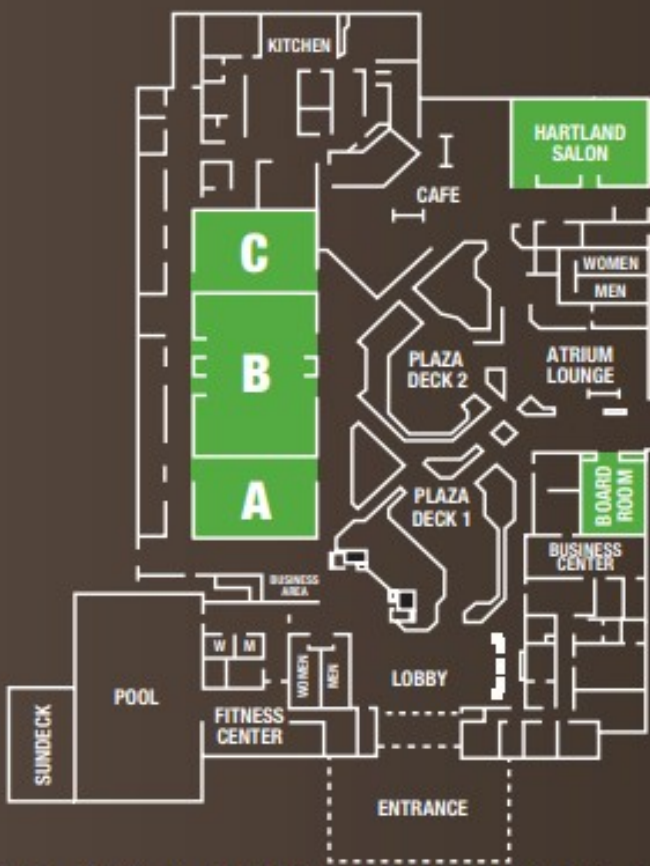 KITCHEN
HARTLAND
SALON
CAFE
C
WOMEN
MEN
B
PLAZA
DECK 2
ATRIUM
LOUNGE
A
PLAZA
DECK 1
BOARD
ROOM
BUSINESS
CENTER
BUSINESS
AREA
W M
WOMEN
MEN
LOBBY
POOL
SUNDECK
FITNESS
CENTER
ENTRANCE